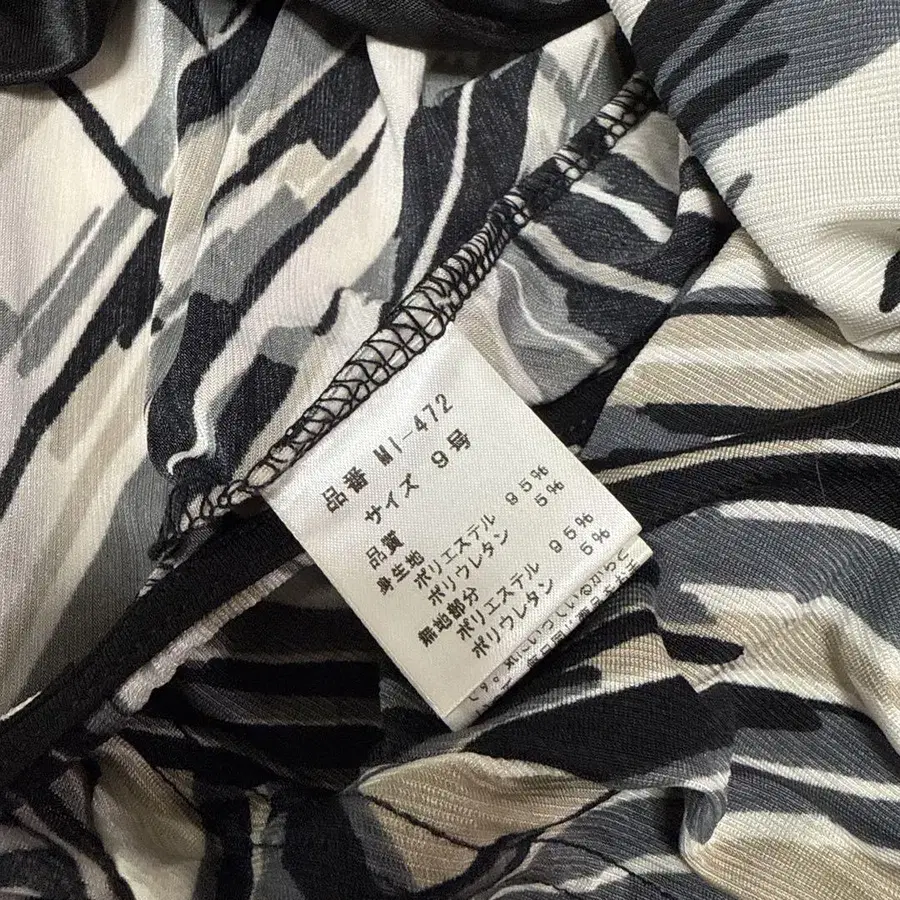 品番 MI-472
サイズ 9号
品質
身生地 ポリエステル 95%
ポリウレタン 5%
無地部分
ポリエステル 95%
ポリウレタン 5%